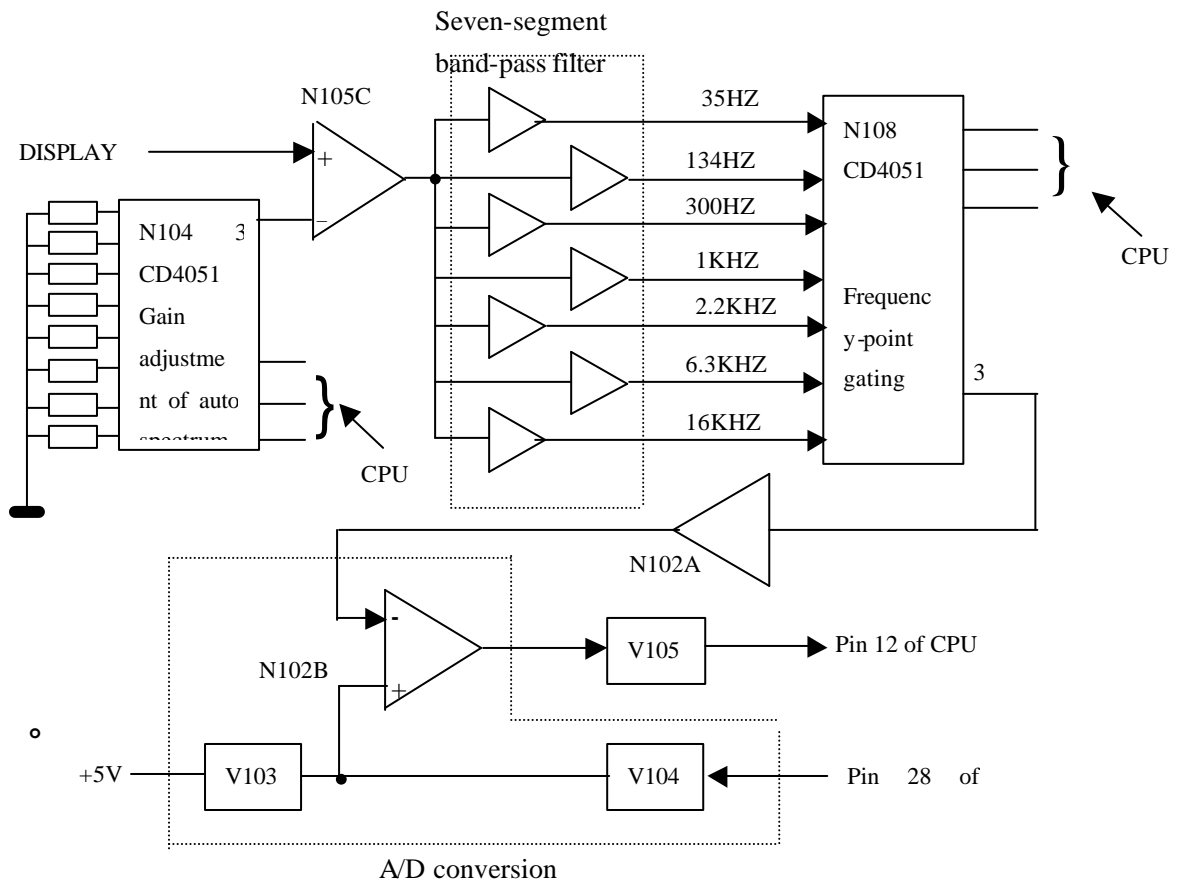 Seven-segment
band-pass filter
N105C
DISPLAY
+
-
N104 3
CD4051
Gain
adjustme
nt of auto
spectrum
CPU
35HZ
134HZ
300HZ
1KHZ
2.2KHZ
6.3KHZ
16KHZ
N108
CD4051
Frequenc
y-point
gating
3
CPU
N102A
N102B
-
+
V105
Pin 12 of CPU
+5V
V103
V104
Pin 28 of
A/D conversion